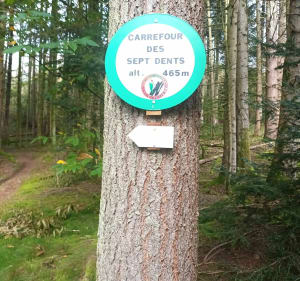 CARREFOUR
DES
SEPT DENTS
alt. 465m